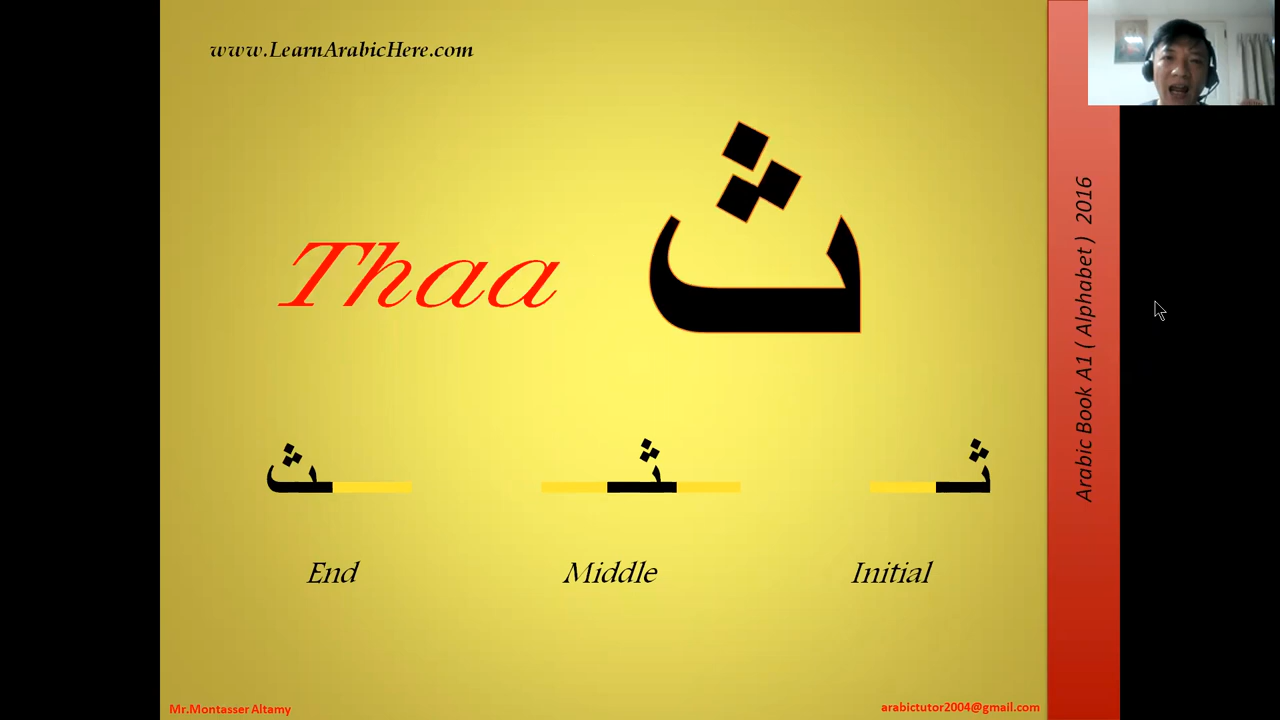 www.LearnArabicHere.com
Thaa ث
ـث ـثـ ثـ
End Middle Initial
Mr.Montasser Altamy arabictutor2004@gmail.com
Arabic Book A1 ( Alphabet ) 2016